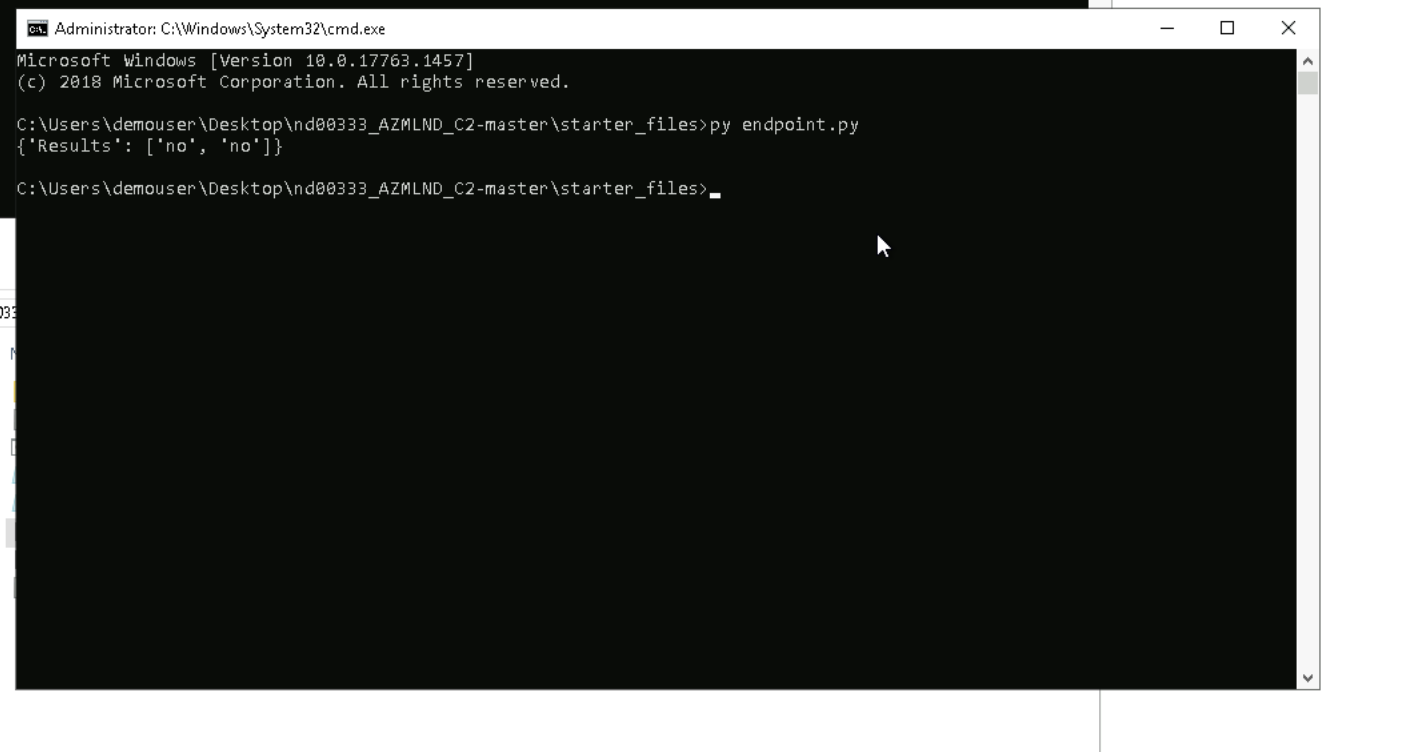 Administrator: C:\Windows\System32\cmd.exe
Microsoft Windows [Version 10.0.17763.1457]
(c) 2018 Microsoft Corporation. All rights reserved.
C:\Users\demouser\Desktop\nd00333_AZMLND_C2-master\starter_files>py endpoint.py
{'Results': ['no', 'no']}
C:\Users\demouser\Desktop\nd00333_AZMLND_C2-master\starter_files>